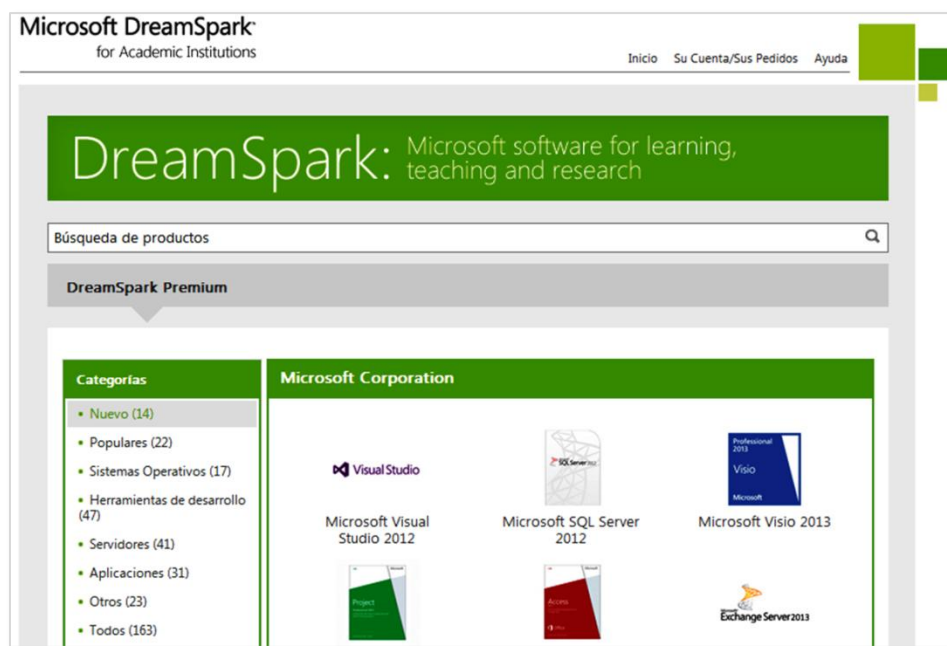 Microsoft DreamSpark
for Academic Institutions
Inicio Su Cuenta/Sus Pedidos Ayuda
DreamSpark: Microsoft software for learning,
teaching and research
Búsqueda de productos
DreamSpark Premium
Categorías
Microsoft Corporation
• Nuevo (14)
• Populares (22)
• Sistemas Operativos (17)
• Herramientas de desarrollo
(47)
• Servidores (41)
• Aplicaciones (31)
• Otros (23)
• Todos (163)
Visual Studio
SQL Server 2012
Professional
2013
Visio
Microsoft
Microsoft Visual
Studio 2012
Microsoft SQL Server
2012
Microsoft Visio 2013
Project
Access
Office
Microsoft
Exchange Server 2013